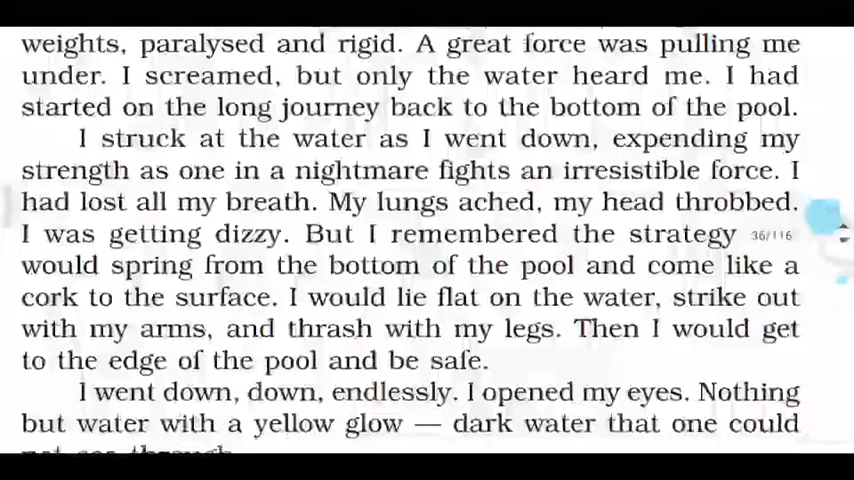 weights, paralysed and rigid. A great force was pulling me
under. I screamed, but only the water heard me. I had
started on the long journey back to the bottom of the pool.
I struck at the water as I went down, expending my
strength as one in a nightmare fights an irresistible force. I
had lost all my breath. My lungs ached, my head throbbed.
I was getting dizzy. But I remembered the strategy
36/116
would spring from the bottom of the pool and come like a
cork to the surface. I would lie flat on the water, strike out
with my arms, and thrash with my legs. Then I would get
to the edge of the pool and be safe.
I went down, down, endlessly. I opened my eyes. Nothing
but water with a yellow glow — dark water that one could
not see through